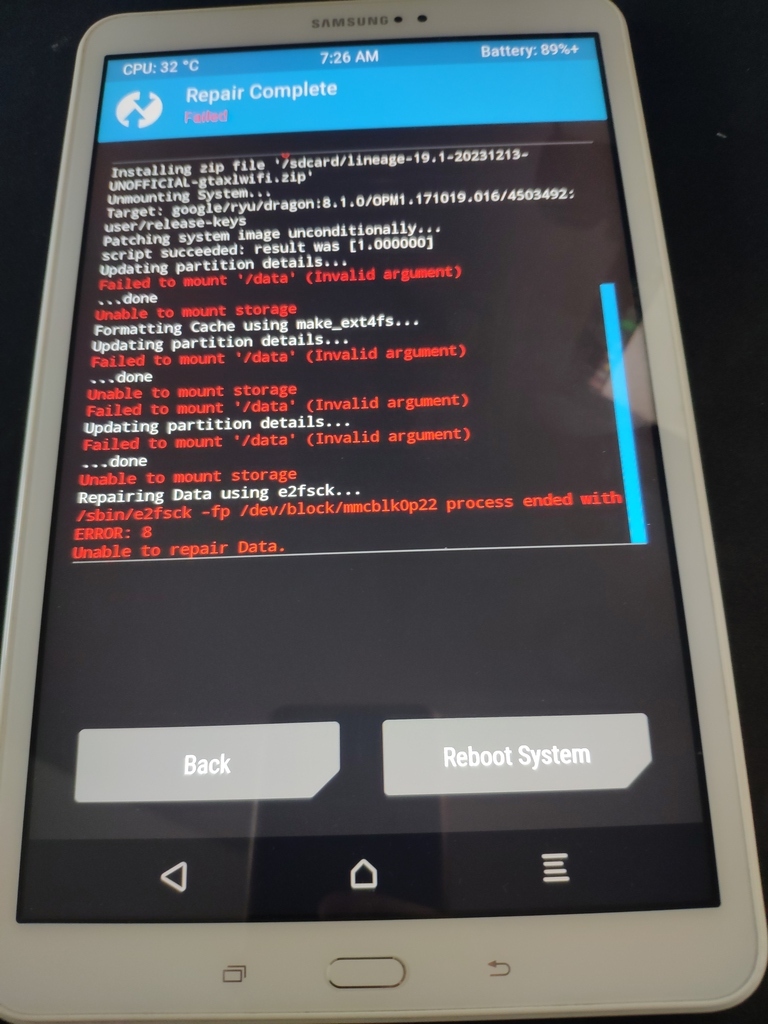 SAMSUNG
CPU: 32 °C
7:26 AM
Battery: 89%+
Repair Complete
Failed
Installing zip file '/sdcard/lineage-19.1-20231213-
UNOFFICIAL-gtaxlwifi.zip'
Unmounting System...
Target: google/ryu/dragon:8.1.0/OPM1.171019.016/4503492:
user/release-keys
Patching system image unconditionally...
script succeeded: result was [1.000000]
Updating partition details...
Failed to mount '/data' (Invalid argument)
...done
Unable to mount storage
Formatting Cache using make_ext4fs...
Updating partition details...
Failed to mount '/data' (Invalid argument)
...done
Unable to mount storage
Failed to mount '/data' (Invalid argument)
Updating partition details...
Failed to mount '/data' (Invalid argument)
...done
Unable to mount storage
Repairing Data using e2fsck...
/sbin/e2fsck -fp /dev/block/mmcblk0p22 process ended with
ERROR: 8
Unable to repair Data.
Back
Reboot System